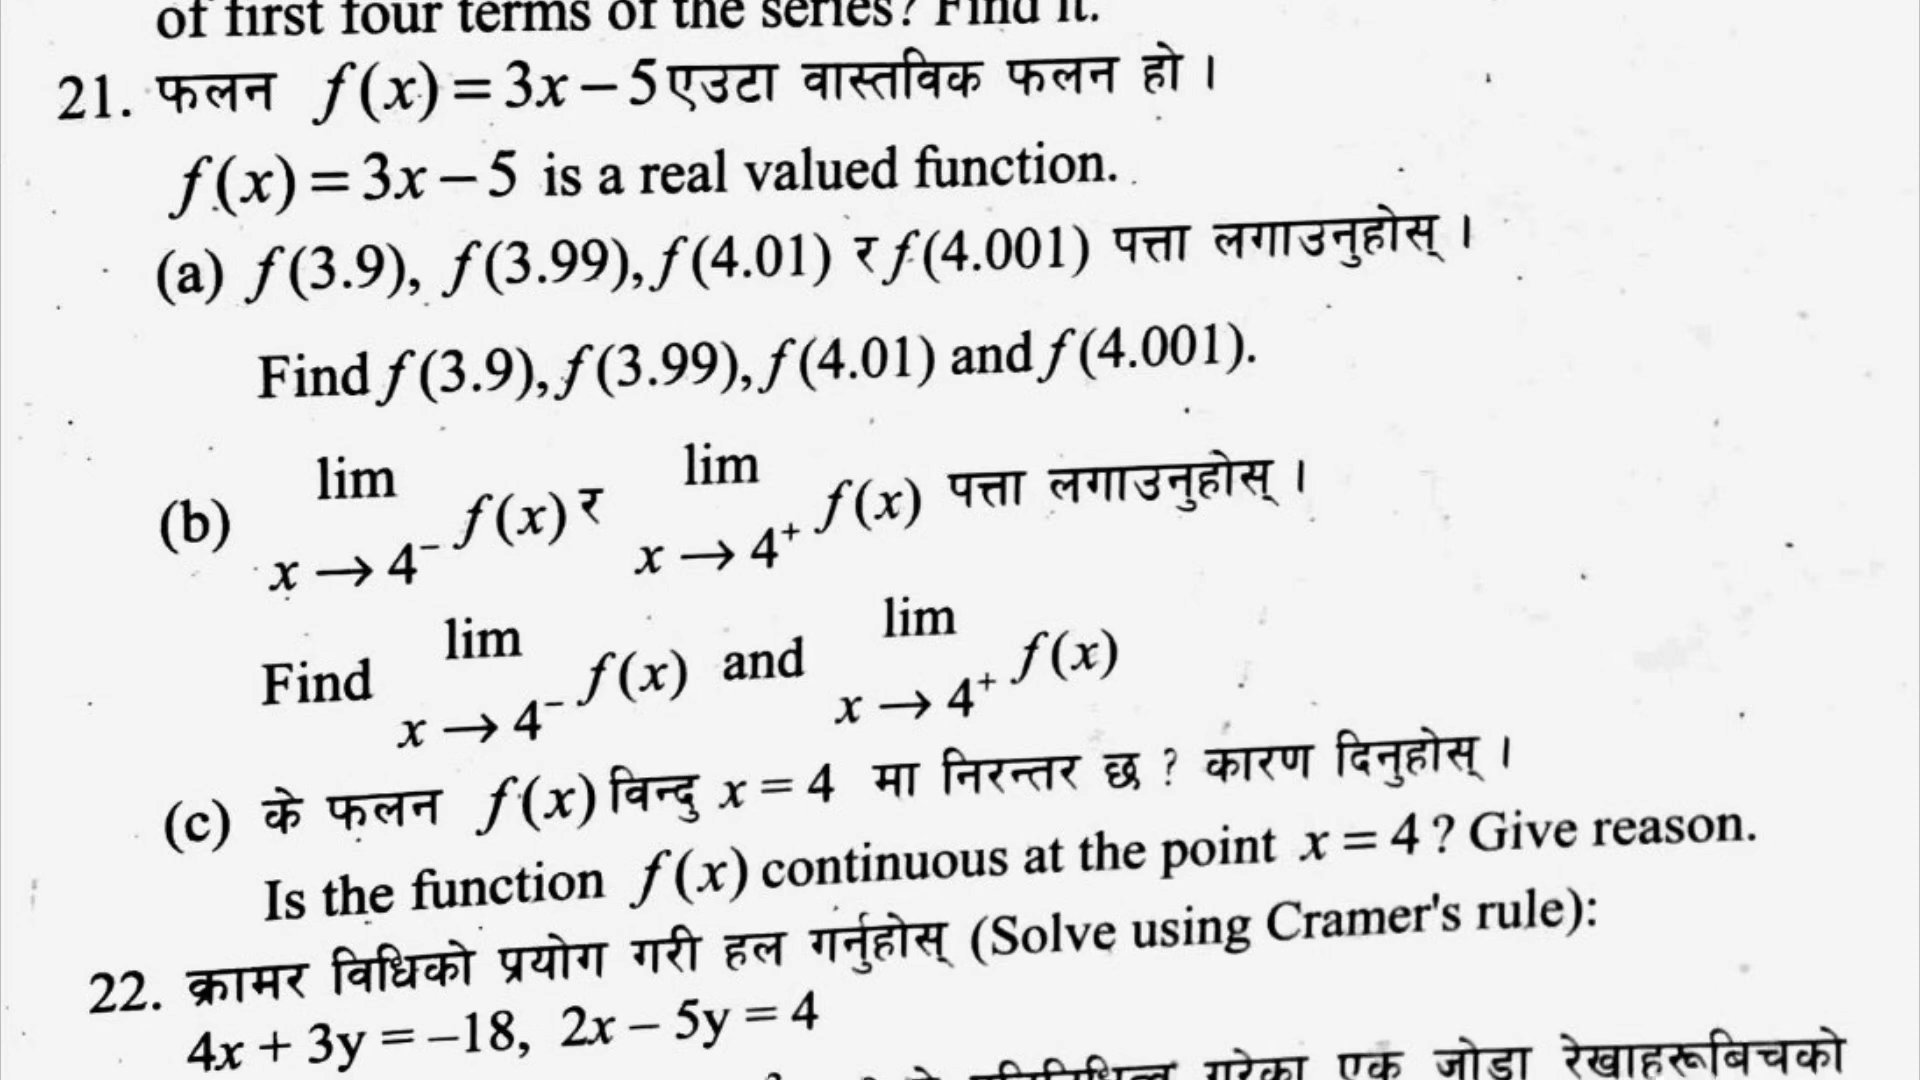 of first four terms of the series? Find it.
21. फलन f(x)=3x−5 एउटा वास्तविक फलन हो ।
f(x)=3x−5 is a real valued function.
(a) f(3.9), f(3.99), f(4.01) र f(4.001) पत्ता लगाउनुहोस् ।
Find f(3.9), f(3.99), f(4.01) and f(4.001).
(b) lim x→4⁻ f(x) र lim x→4⁺ f(x) पत्ता लगाउनुहोस् ।
Find lim x→4⁻ f(x) and lim x→4⁺ f(x)
(c) के फलन f(x) विन्दु x = 4 मा निरन्तर छ ? कारण दिनुहोस् ।
Is the function f(x) continuous at the point x = 4 ? Give reason.
22. क्रामर विधिको प्रयोग गरी हल गर्नुहोस् (Solve using Cramer's rule):
4x + 3y = −18, 2x − 5y = 4
गरेका एक जोडा रेखाहरूबिचको